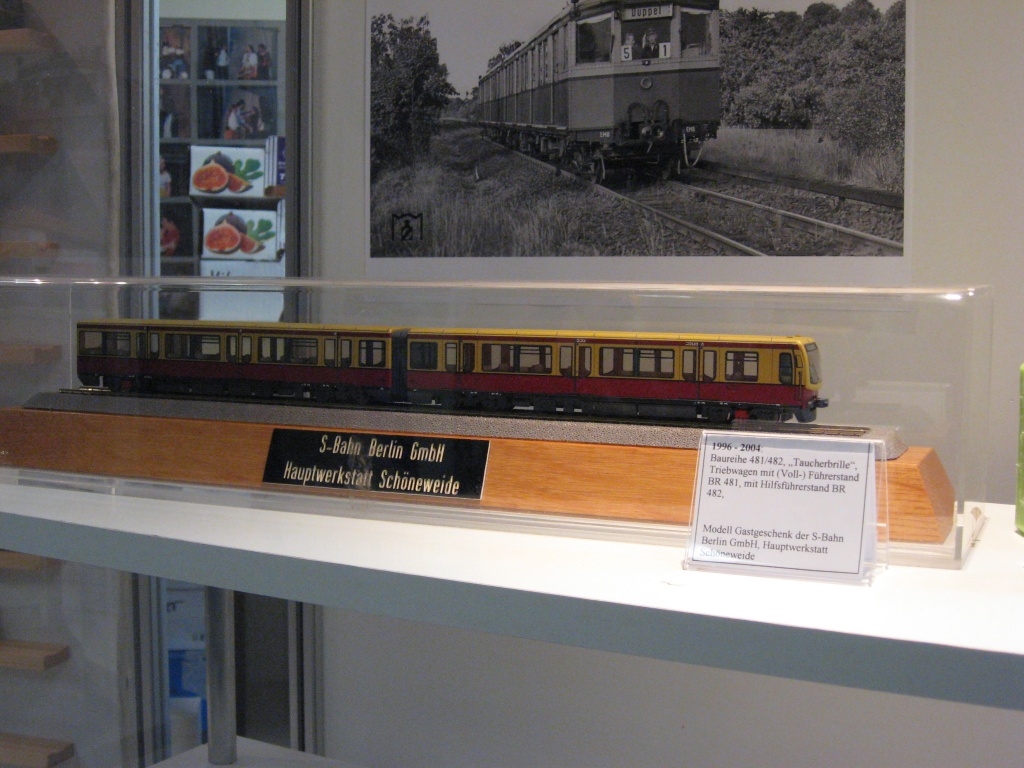 Düppel
5 1
S-Bahn Berlin GmbH
Hauptwerkstatt Schöneweide
1996 - 2004:
Baureihe 481/482, „Taucherbrille“,
Triebwagen mit (Voll-) Führerstand
BR 481, mit Hilfsführerstand BR
482,
Modell Gastgeschenk der S-Bahn
Berlin GmbH, Hauptwerkstatt
Schöneweide